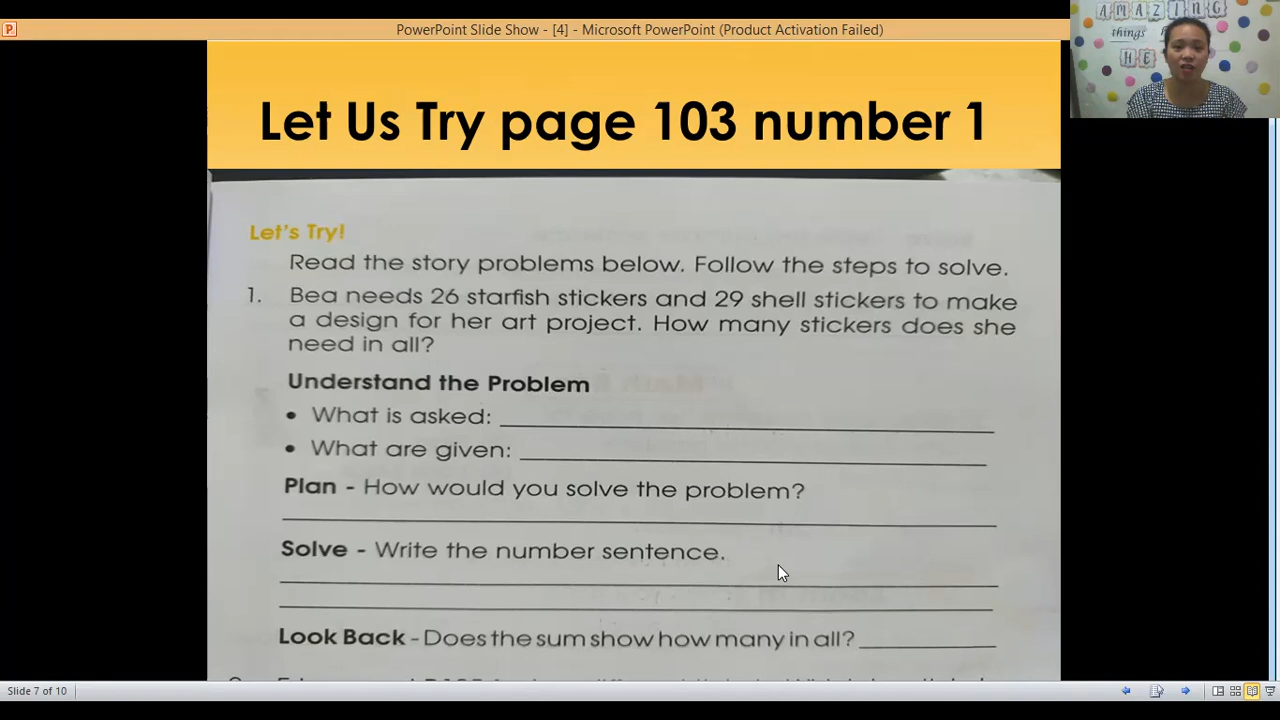 PowerPoint Slide Show - [4] - Microsoft PowerPoint (Product Activation Failed)
AMAZING
things
HE
Let Us Try page 103 number 1
Let's Try!
Read the story problems below. Follow the steps to solve.
1. Bea needs 26 starfish stickers and 29 shell stickers to make
a design for her art project. How many stickers does she
need in all?
Understand the Problem
• What is asked:
• What are given:
Plan - How would you solve the problem?
Solve - Write the number sentence.
Look Back - Does the sum show how many in all?
Slide 7 of 10